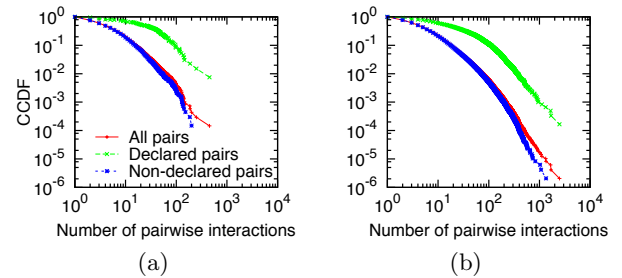 CCDF
10^0
10^-1
10^-2
10^-3
10^-4
10^-5
10^-6
All pairs
Declared pairs
Non-declared pairs
10^0 10^1 10^2 10^3 10^4
Number of pairwise interactions
(a)
10^0
10^-1
10^-2
10^-3
10^-4
10^-5
10^-6
10^0 10^1 10^2 10^3 10^4
Number of pairwise interactions
(b)